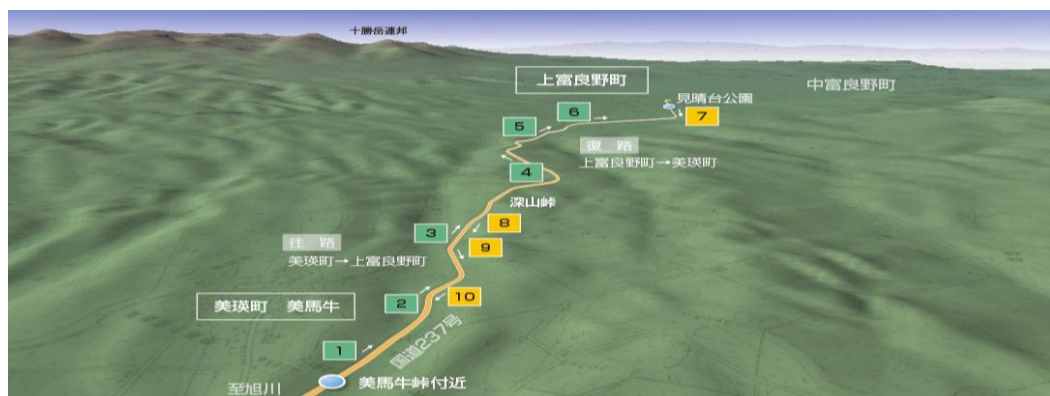 十勝岳連邦
上富良野町
中富良野町
見晴台公園
7
6
5
復 路
上富良野町→美瑛町
4
深山峠
8
3
9
往 路
美瑛町→上富良野町
10
2
美瑛町 美馬牛
国道237号
1
美馬牛峠付近
至旭川